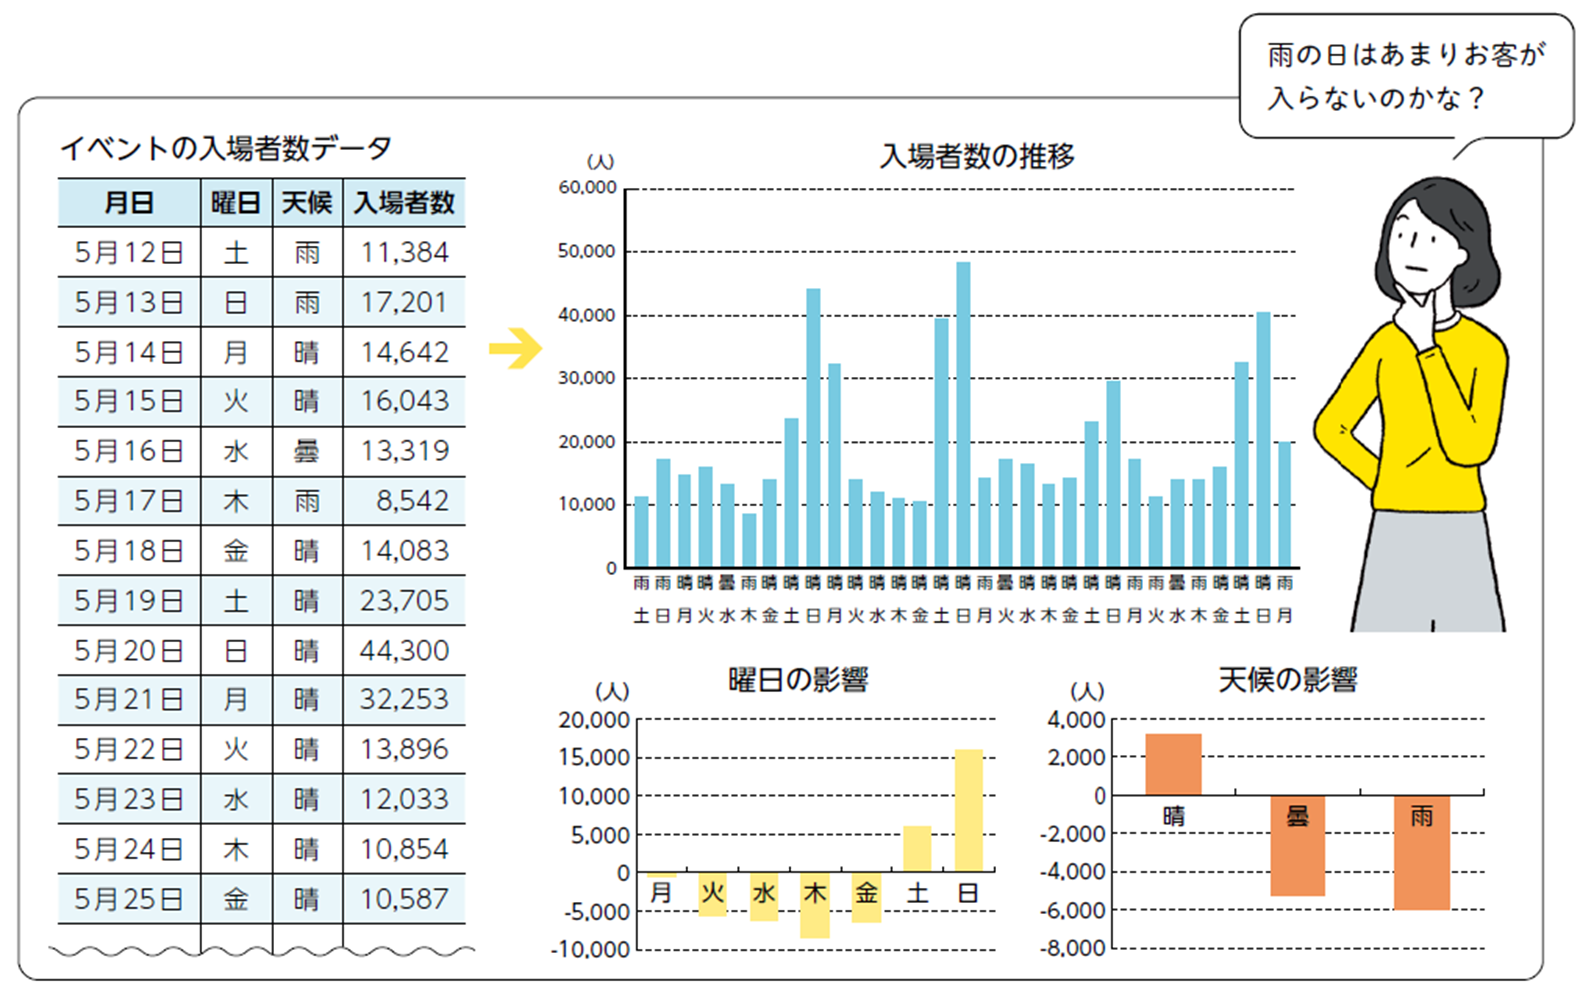 雨の日はあまりお客が
入らないのかな？
イベントの入場者数データ
月日 曜日 天候 入場者数
5月12日 土 雨 11,384
5月13日 日 雨 17,201
5月14日 月 晴 14,642
5月15日 火 晴 16,043
5月16日 水 曇 13,319
5月17日 木 雨 8,542
5月18日 金 晴 14,083
5月19日 土 晴 23,705
5月20日 日 晴 44,300
5月21日 月 晴 32,253
5月22日 火 晴 13,896
5月23日 水 晴 12,033
5月24日 木 晴 10,854
5月25日 金 晴 10,587
入場者数の推移
(人)
60,000
50,000
40,000
30,000
20,000
10,000
0
雨 雨 晴 晴 曇 雨 晴 晴 晴 晴 晴 晴 晴 晴 晴 晴 雨 曇 晴 晴 晴 晴 晴 雨 雨 曇 雨 晴 晴 晴 雨
土 日 月 火 水 木 金 土 日 月 火 水 木 金 土 日 月 火 水 木 金 土 日 月 火 水 木 金 土 日 月
曜日の影響
(人)
20,000
15,000
10,000
5,000
0
-5,000
-10,000
月 火 水 木 金 土 日
天候の影響
(人)
4,000
2,000
0
-2,000
-4,000
-6,000
-8,000
晴 曇 雨